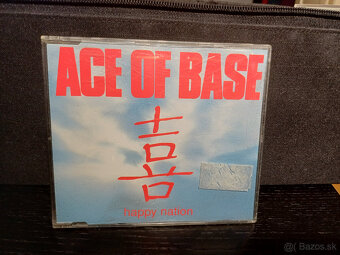 ACE OF BASE
喜
happy nation
© Bazos.sk